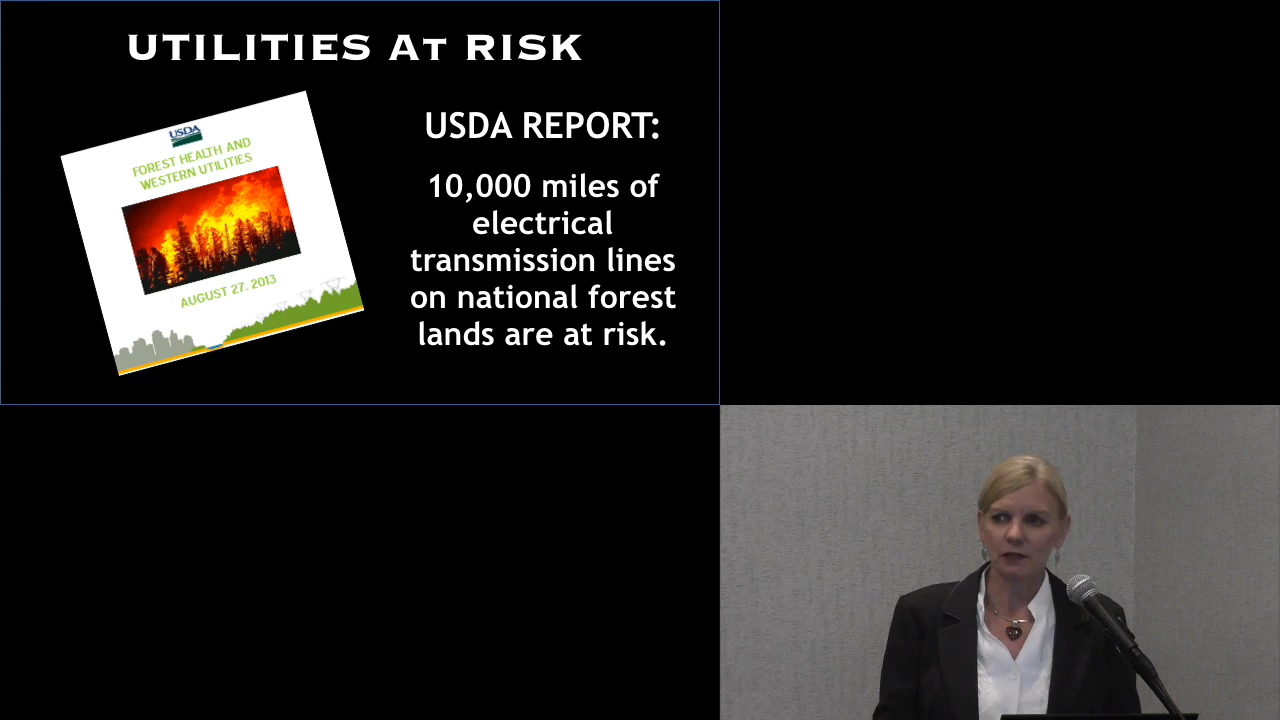 UTILITIES At RISK
USDA
FOREST HEALTH AND
WESTERN UTILITIES
AUGUST 27, 2013
USDA REPORT:
10,000 miles of
electrical
transmission lines
on national forest
lands are at risk.